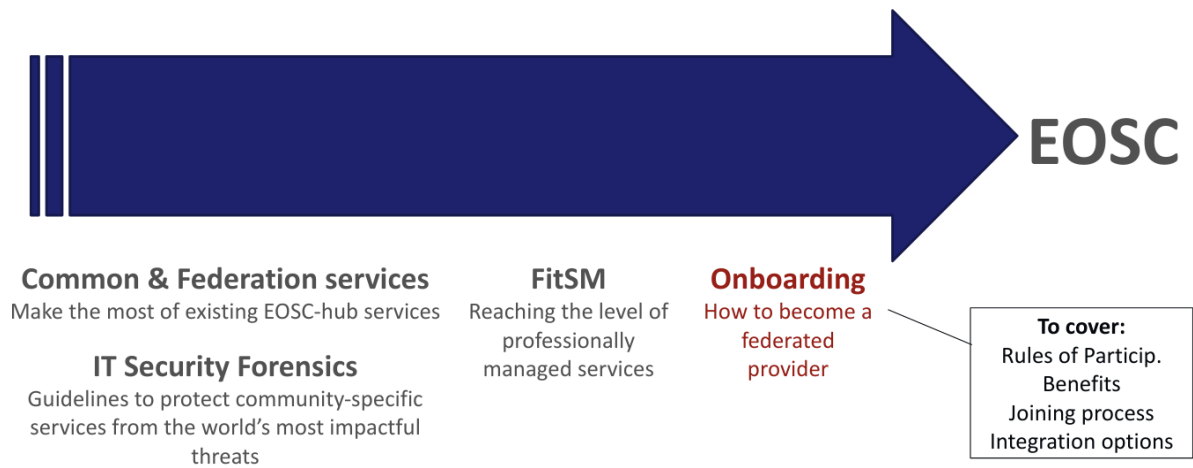 EOSC
Common & Federation services
Make the most of existing EOSC-hub services
IT Security Forensics
Guidelines to protect community-specific
services from the world's most impactful
threats
FitSM
Reaching the level of
professionally
managed services
Onboarding
How to become a
federated
provider
To cover:
Rules of Particip.
Benefits
Joining process
Integration options